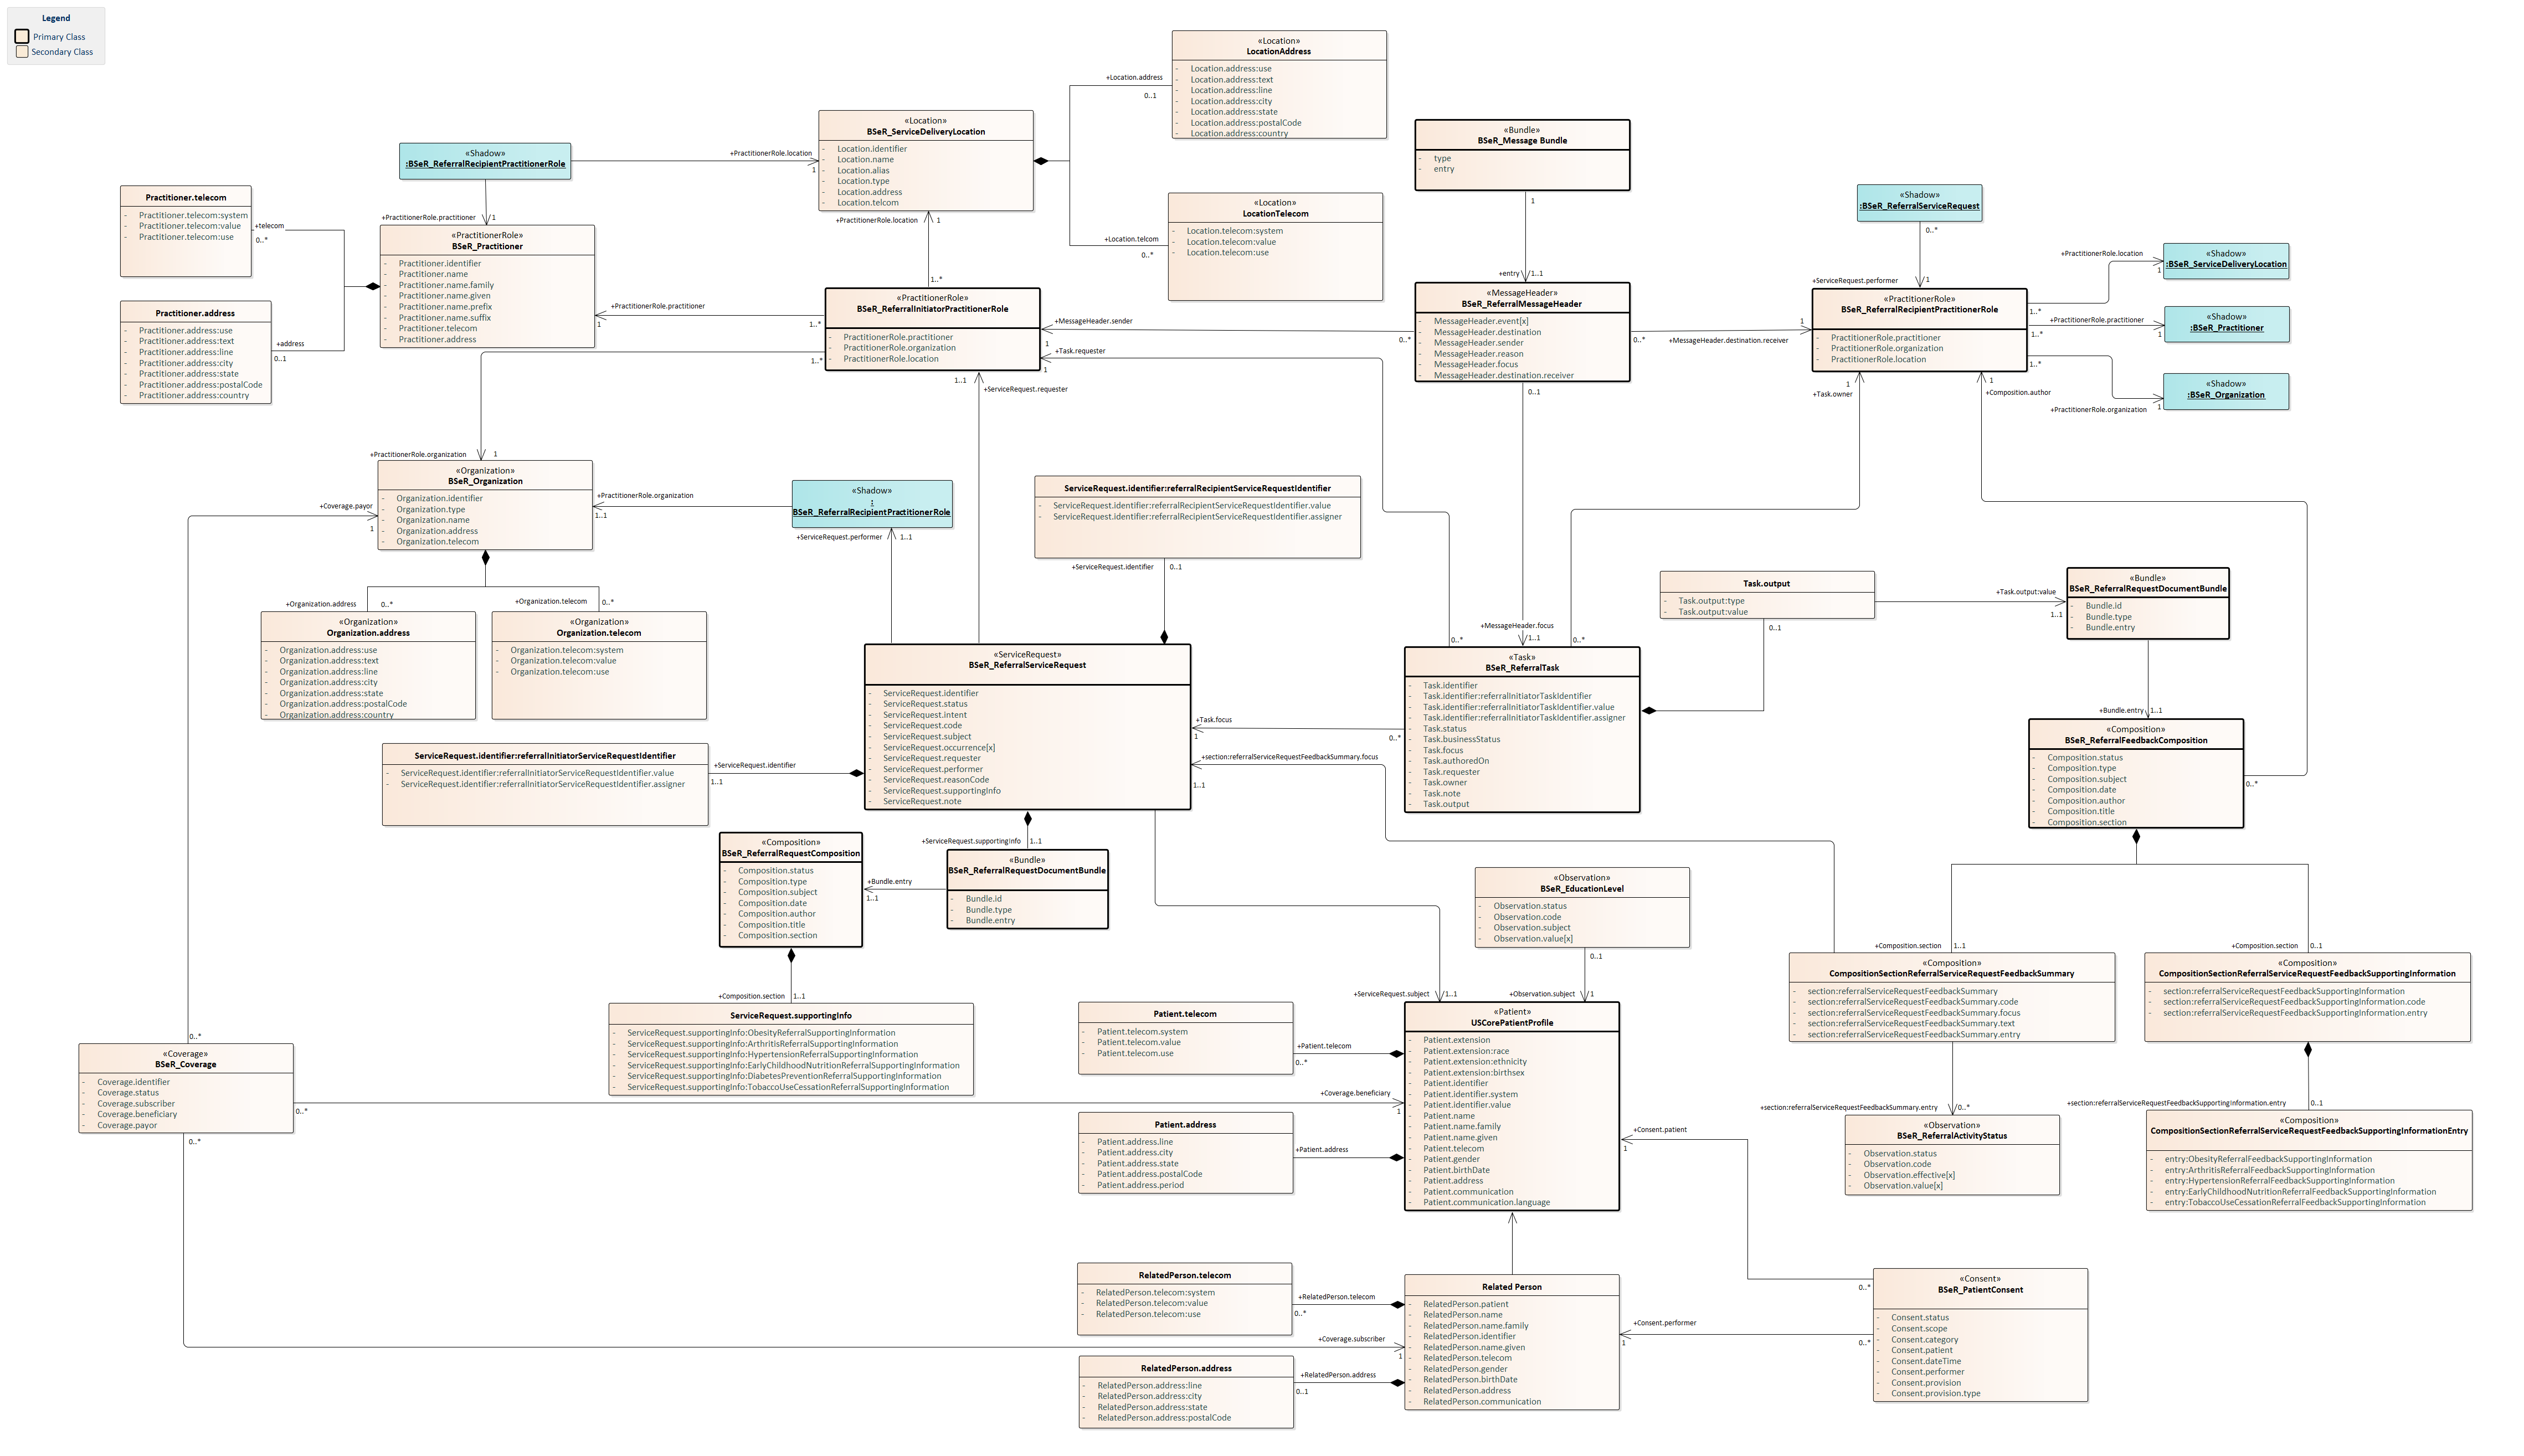 Legend
Primary Class
Secondary Class
«Location»
LocationAddress
- Location.address:use
- Location.address:text
- Location.address:line
- Location.address:city
- Location.address:state
- Location.address:postalCode
- Location.address:country
+Location.address
0..1
«Location»
BSeR_ServiceDeliveryLocation
- Location.identifier
- Location.name
- Location.alias
- Location.type
- Location.address
- Location.telcom
«Bundle»
BSeR_Message Bundle
- type
- entry
1
+entry
1..1
«Shadow»
:BSeR_ReferralRecipientPractitionerRole
+PractitionerRole.location
1
+PractitionerRole.practitioner
1
Practitioner.telecom
- Practitioner.telecom:system
- Practitioner.telecom:value
- Practitioner.telecom:use
+telecom
0..*
«PractitionerRole»
BSeR_Practitioner
- Practitioner.identifier
- Practitioner.name
- Practitioner.name.family
- Practitioner.name.given
- Practitioner.name.prefix
- Practitioner.name.suffix
- Practitioner.telecom
- Practitioner.address
Practitioner.address
- Practitioner.address:use
- Practitioner.address:text
- Practitioner.address:line
- Practitioner.address:city
- Practitioner.address:state
- Practitioner.address:postalCode
- Practitioner.address:country
+address
0..1
«Location»
LocationTelecom
- Location.telecom:system
- Location.telecom:value
- Location.telecom:use
+Location.telcom
0..*
+PractitionerRole.location
1
1..*
«PractitionerRole»
BSeR_ReferralInitiatorPractitionerRole
- PractitionerRole.practitioner
- PractitionerRole.organization
- PractitionerRole.location
+PractitionerRole.practitioner
1
1..*
1..*
+MessageHeader.sender
1
0..*
+Task.requester
1
1..1
+ServiceRequest.requester
«MessageHeader»
BSeR_ReferralMessageHeader
- MessageHeader.event[x]
- MessageHeader.destination
- MessageHeader.sender
- MessageHeader.reason
- MessageHeader.focus
- MessageHeader.destination.receiver
0..*
+MessageHeader.destination.receiver
1
0..1
«Shadow»
:BSeR_ReferralServiceRequest
0..*
+ServiceRequest.performer
1
«PractitionerRole»
BSeR_ReferralRecipientPractitionerRole
- PractitionerRole.practitioner
- PractitionerRole.organization
- PractitionerRole.location
+PractitionerRole.location
1
1..*
«Shadow»
:BSeR_ServiceDeliveryLocation
+PractitionerRole.practitioner
1..*
1
«Shadow»
:BSeR_Practitioner
1..*
+PractitionerRole.organization
1
«Shadow»
:BSeR_Organization
1
+Task.owner
1
+Composition.author
+PractitionerRole.organization
1
«Organization»
BSeR_Organization
- Organization.identifier
- Organization.type
- Organization.name
- Organization.address
- Organization.telecom
+Coverage.payor
1
+PractitionerRole.organization
1..1
«Shadow»
:
BSeR_ReferralRecipientPractitionerRole
+ServiceRequest.performer
1..1
ServiceRequest.identifier:referralRecipientServiceRequestIdentifier
- ServiceRequest.identifier:referralRecipientServiceRequestIdentifier.value
- ServiceRequest.identifier:referralRecipientServiceRequestIdentifier.assigner
+ServiceRequest.identifier
0..1
+Organization.address
0..*
«Organization»
Organization.address
- Organization.address:use
- Organization.address:text
- Organization.address:line
- Organization.address:city
- Organization.address:state
- Organization.address:postalCode
- Organization.address:country
+Organization.telecom
0..*
«Organization»
Organization.telecom
- Organization.telecom:system
- Organization.telecom:value
- Organization.telecom:use
«ServiceRequest»
BSeR_ReferralServiceRequest
- ServiceRequest.identifier
- ServiceRequest.status
- ServiceRequest.intent
- ServiceRequest.code
- ServiceRequest.subject
- ServiceRequest.occurrence[x]
- ServiceRequest.requester
- ServiceRequest.performer
- ServiceRequest.reasonCode
- ServiceRequest.supportingInfo
- ServiceRequest.note
+MessageHeader.focus
1..1
0..*
0..*
«Task»
BSeR_ReferralTask
- Task.identifier
- Task.identifier:referralInitiatorTaskIdentifier
- Task.identifier:referralInitiatorTaskIdentifier.value
- Task.identifier:referralInitiatorTaskIdentifier.assigner
- Task.status
- Task.businessStatus
- Task.focus
- Task.authoredOn
- Task.requester
- Task.owner
- Task.note
- Task.output
+Task.focus
1
0..*
+section:referralServiceRequestFeedbackSummary.focus
1..1
Task.output
- Task.output:type
- Task.output:value
0..1
+Task.output:value
1..1
«Bundle»
BSeR_ReferralRequestDocumentBundle
- Bundle.id
- Bundle.type
- Bundle.entry
+Bundle.entry
1..1
«Composition»
BSeR_ReferralFeedbackComposition
- Composition.status
- Composition.type
- Composition.subject
- Composition.date
- Composition.author
- Composition.title
- Composition.section
0..*
ServiceRequest.identifier:referralInitiatorServiceRequestIdentifier
- ServiceRequest.identifier:referralInitiatorServiceRequestIdentifier.value
- ServiceRequest.identifier:referralInitiatorServiceRequestIdentifier.assigner
+ServiceRequest.identifier
1..1
+ServiceRequest.supportingInfo
1..1
«Composition»
BSeR_ReferralRequestComposition
- Composition.status
- Composition.type
- Composition.subject
- Composition.date
- Composition.author
- Composition.title
- Composition.section
+Bundle.entry
1..1
«Bundle»
BSeR_ReferralRequestDocumentBundle
- Bundle.id
- Bundle.type
- Bundle.entry
«Observation»
BSeR_EducationLevel
- Observation.status
- Observation.code
- Observation.subject
- Observation.value[x]
0..1
+Composition.section
1..1
«Composition»
CompositionSectionReferralServiceRequestFeedbackSummary
- section:referralServiceRequestFeedbackSummary
- section:referralServiceRequestFeedbackSummary.code
- section:referralServiceRequestFeedbackSummary.focus
- section:referralServiceRequestFeedbackSummary.text
- section:referralServiceRequestFeedbackSummary.entry
+Composition.section
0..1
«Composition»
CompositionSectionReferralServiceRequestFeedbackSupportingInformation
- section:referralServiceRequestFeedbackSupportingInformation
- section:referralServiceRequestFeedbackSupportingInformation.code
- section:referralServiceRequestFeedbackSupportingInformation.entry
+Composition.section
1..1
ServiceRequest.supportingInfo
- ServiceRequest.supportingInfo:ObesityReferralSupportingInformation
- ServiceRequest.supportingInfo:ArthritisReferralSupportingInformation
- ServiceRequest.supportingInfo:HypertensionReferralSupportingInformation
- ServiceRequest.supportingInfo:EarlyChildhoodNutritionReferralSupportingInformation
- ServiceRequest.supportingInfo:DiabetesPreventionReferralSupportingInformation
- ServiceRequest.supportingInfo:TobaccoUseCessationReferralSupportingInformation
0..*
«Coverage»
BSeR_Coverage
- Coverage.identifier
- Coverage.status
- Coverage.subscriber
- Coverage.beneficiary
- Coverage.payor
0..*
0..*
+ServiceRequest.subject
1..1
+Observation.subject
1
Patient.telecom
- Patient.telecom.system
- Patient.telecom.value
- Patient.telecom.use
+Patient.telecom
0..*
+Coverage.beneficiary
1
Patient.address
- Patient.address.line
- Patient.address.city
- Patient.address.state
- Patient.address.postalCode
- Patient.address.period
+Patient.address
0..*
«Patient»
USCorePatientProfile
- Patient.extension
- Patient.extension:race
- Patient.extension:ethnicity
- Patient.extension:birthsex
- Patient.identifier
- Patient.identifier.system
- Patient.identifier.value
- Patient.name
- Patient.name.family
- Patient.name.given
- Patient.telecom
- Patient.gender
- Patient.birthDate
- Patient.address
- Patient.communication
- Patient.communication.language
+Consent.patient
1
+section:referralServiceRequestFeedbackSummary.entry
0..*
«Observation»
BSeR_ReferralActivityStatus
- Observation.status
- Observation.code
- Observation.effective[x]
- Observation.value[x]
+section:referralServiceRequestFeedbackSupportingInformation.entry
0..1
«Composition»
CompositionSectionReferralServiceRequestFeedbackSupportingInformationEntry
- entry:ObesityReferralFeedbackSupportingInformation
- entry:ArthritisReferralFeedbackSupportingInformation
- entry:HypertensionReferralFeedbackSupportingInformation
- entry:EarlyChildhoodNutritionReferralFeedbackSupportingInformation
- entry:TobaccoUseCessationReferralFeedbackSupportingInformation
RelatedPerson.telecom
- RelatedPerson.telecom:system
- RelatedPerson.telecom:value
- RelatedPerson.telecom:use
+RelatedPerson.telecom
0..*
+Coverage.subscriber
1
RelatedPerson.address
- RelatedPerson.address:line
- RelatedPerson.address:city
- RelatedPerson.address:state
- RelatedPerson.address:postalCode
+RelatedPerson.address
0..1
Related Person
- RelatedPerson.patient
- RelatedPerson.name
- RelatedPerson.name.family
- RelatedPerson.identifier
- RelatedPerson.name.given
- RelatedPerson.telecom
- RelatedPerson.gender
- RelatedPerson.birthDate
- RelatedPerson.address
- RelatedPerson.communication
+Consent.performer
1
0..*
0..*
«Consent»
BSeR_PatientConsent
- Consent.status
- Consent.scope
- Consent.category
- Consent.patient
- Consent.dateTime
- Consent.performer
- Consent.provision
- Consent.provision.type